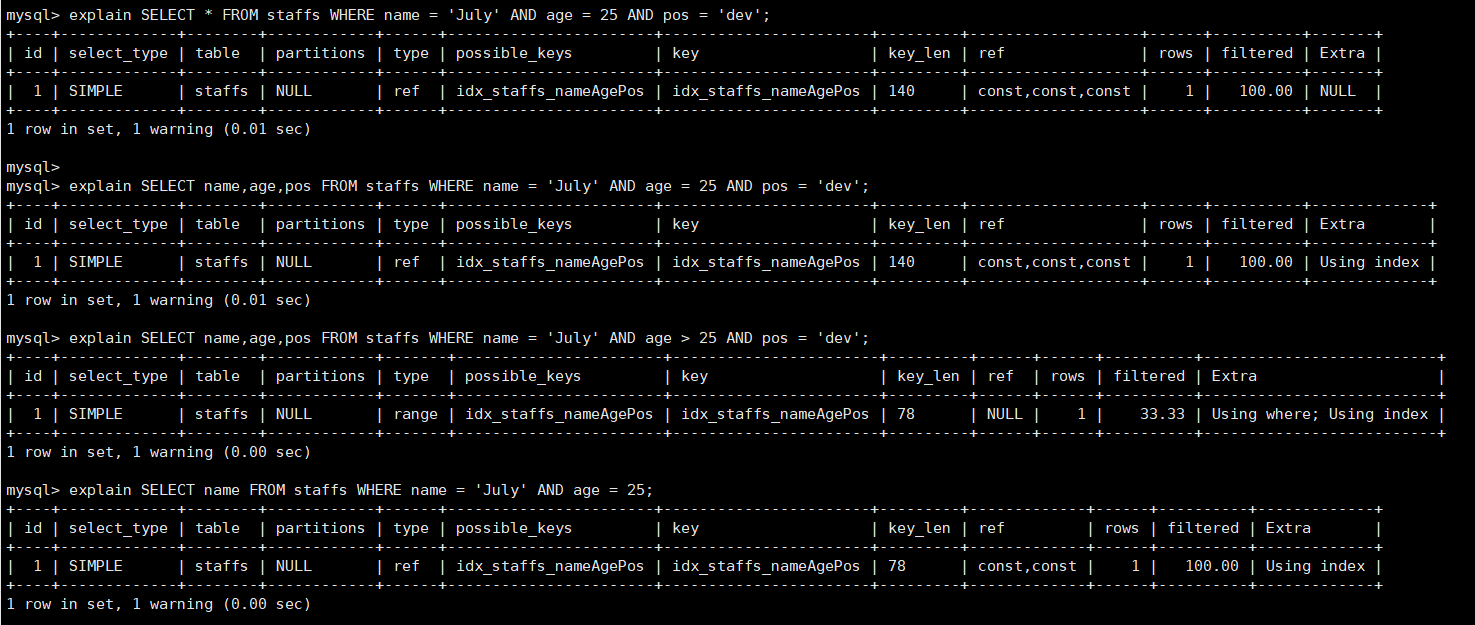 mysql> explain SELECT * FROM staffs WHERE name = 'July' AND age = 25 AND pos = 'dev';
+----+-------------+--------+------------+------+-----------------------+-----------------------+---------+-------------------+------+----------+-------+
| id | select_type | table  | partitions | type | possible_keys         | key                   | key_len | ref               | rows | filtered | Extra |
+----+-------------+--------+------------+------+-----------------------+-----------------------+---------+-------------------+------+----------+-------+
|  1 | SIMPLE      | staffs | NULL       | ref  | idx_staffs_nameAgePos | idx_staffs_nameAgePos | 140     | const,const,const |    1 |   100.00 | NULL  |
+----+-------------+--------+------------+------+-----------------------+-----------------------+---------+-------------------+------+----------+-------+
1 row in set, 1 warning (0.01 sec)

mysql>
mysql> explain SELECT name,age,pos FROM staffs WHERE name = 'July' AND age = 25 AND pos = 'dev';
+----+-------------+--------+------------+------+-----------------------+-----------------------+---------+-------------------+------+----------+-------------+
| id | select_type | table  | partitions | type | possible_keys         | key                   | key_len | ref               | rows | filtered | Extra       |
+----+-------------+--------+------------+------+-----------------------+-----------------------+---------+-------------------+------+----------+-------------+
|  1 | SIMPLE      | staffs | NULL       | ref  | idx_staffs_nameAgePos | idx_staffs_nameAgePos | 140     | const,const,const |    1 |   100.00 | Using index |
+----+-------------+--------+------------+------+-----------------------+-----------------------+---------+-------------------+------+----------+-------------+
1 row in set, 1 warning (0.01 sec)

mysql> explain SELECT name,age,pos FROM staffs WHERE name = 'July' AND age > 25 AND pos = 'dev';
+----+-------------+--------+------------+-------+-----------------------+-----------------------+---------+------+------+----------+--------------------------+
| id | select_type | table  | partitions | type  | possible_keys         | key                   | key_len | ref  | rows | filtered | Extra                    |
+----+-------------+--------+------------+-------+-----------------------+-----------------------+---------+------+------+----------+--------------------------+
|  1 | SIMPLE      | staffs | NULL       | range | idx_staffs_nameAgePos | idx_staffs_nameAgePos | 78      | NULL |    1 |    33.33 | Using where; Using index |
+----+-------------+--------+------------+-------+-----------------------+-----------------------+---------+------+------+----------+--------------------------+
1 row in set, 1 warning (0.00 sec)

mysql> explain SELECT name FROM staffs WHERE name = 'July' AND age = 25;
+----+-------------+--------+------------+------+-----------------------+-----------------------+---------+-------------+------+----------+-------------+
| id | select_type | table  | partitions | type | possible_keys         | key                   | key_len | ref         | rows | filtered | Extra       |
+----+-------------+--------+------------+------+-----------------------+-----------------------+---------+-------------+------+----------+-------------+
|  1 | SIMPLE      | staffs | NULL       | ref  | idx_staffs_nameAgePos | idx_staffs_nameAgePos | 78      | const,const |    1 |   100.00 | Using index |
+----+-------------+--------+------------+------+-----------------------+-----------------------+---------+-------------+------+----------+-------------+
1 row in set, 1 warning (0.00 sec)